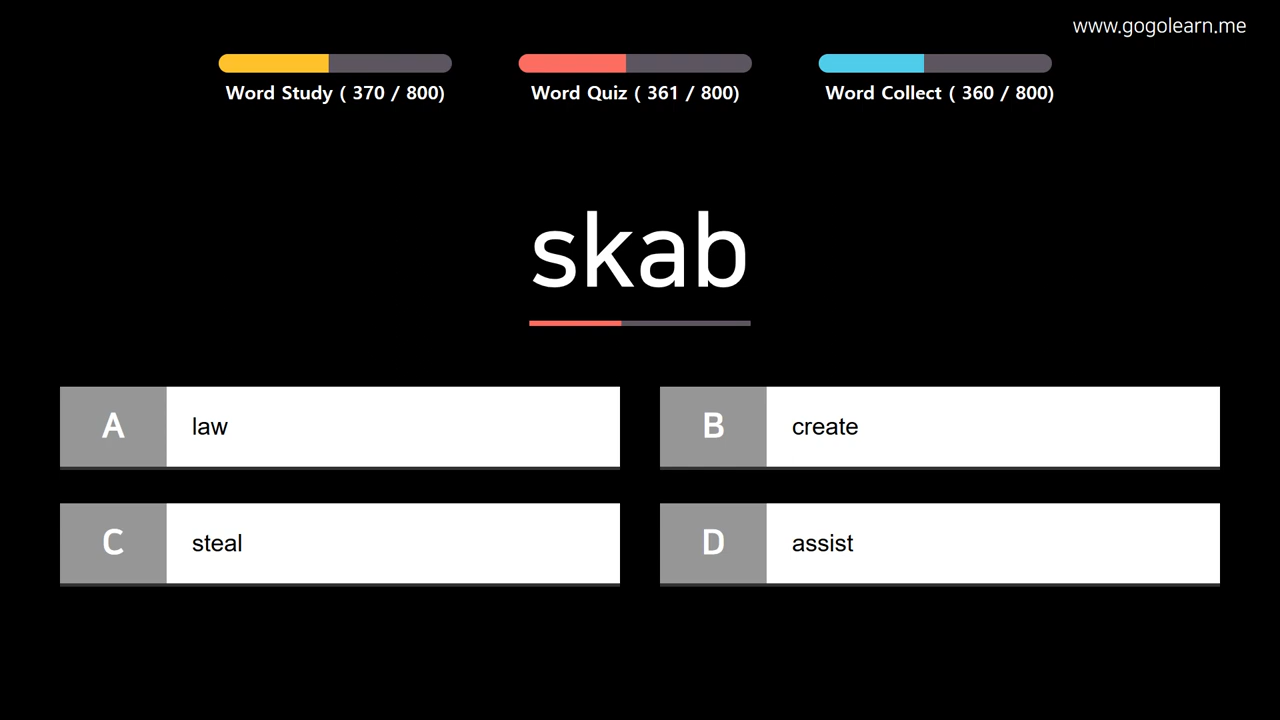 www.gogolearn.me
Word Study ( 370 / 800)
Word Quiz ( 361 / 800)
Word Collect ( 360 / 800)
skab
A law
B create
C steal
D assist